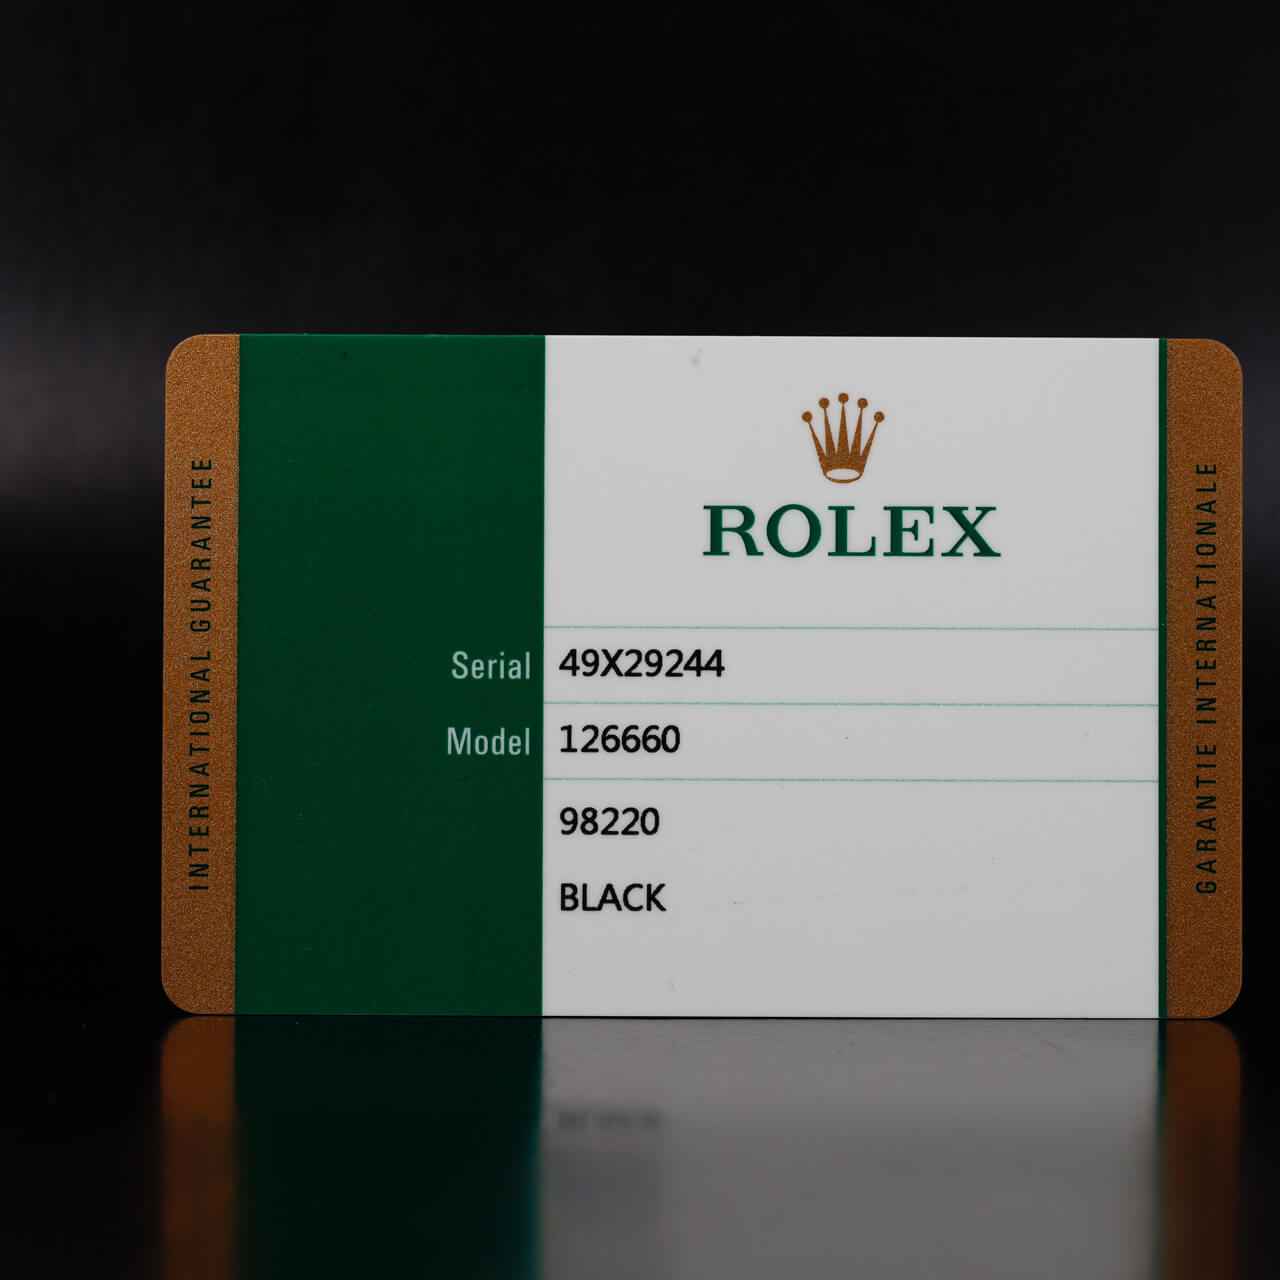 INTERNATIONAL GUARANTEE
ROLEX
Serial 49X29244
Model 126660
98220
BLACK
GARANTIE INTERNATIONALE